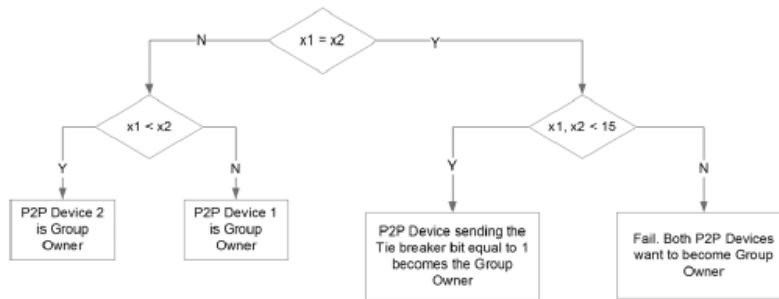 x1 = x2
N
Y
x1 < x2
x1, x2 < 15
Y
N
Y
N
P2P Device 2
is Group
Owner
P2P Device 1
is Group
Owner
P2P Device sending the
Tie breaker bit equal to 1
becomes the Group
Owner
Fail. Both P2P Devices
want to become Group
Owner